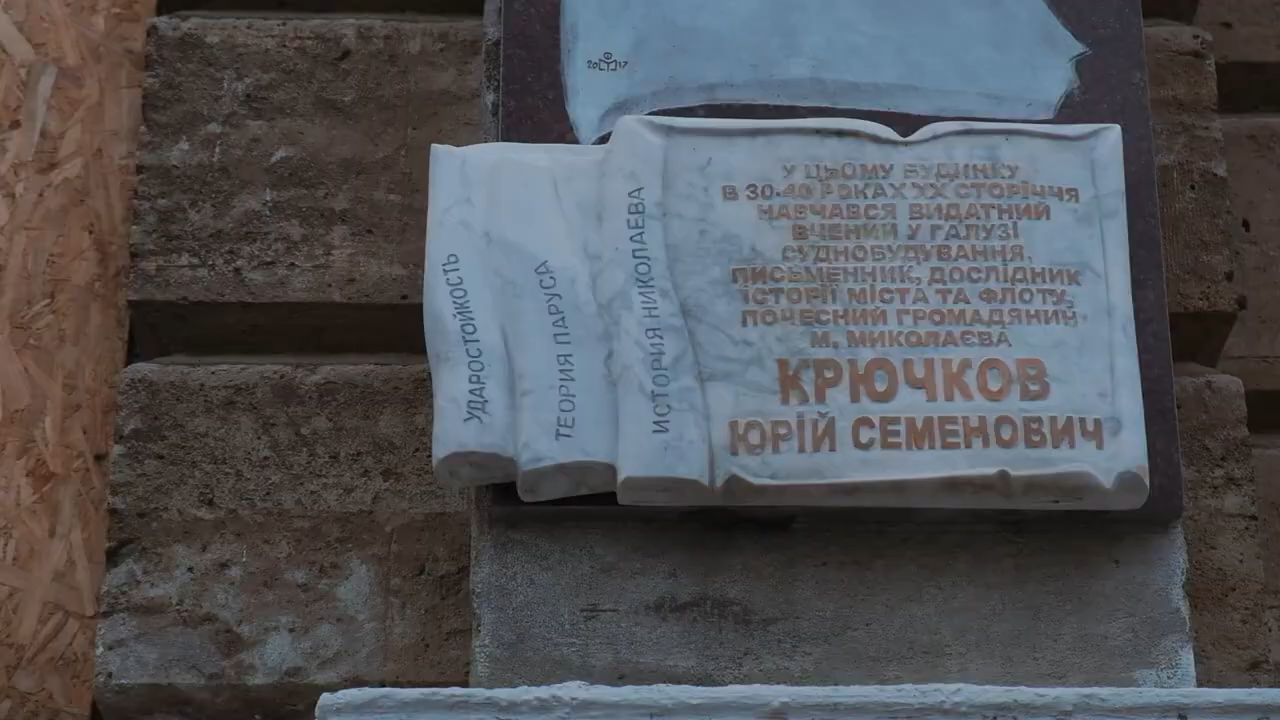 2017
У ЦЬОМУ БУДИНКУ
В 30-40 РОКАХ ХХ СТОРІЧЧЯ
НАВЧАВСЯ ВИДАТНИЙ
ВЧЕНИЙ У ГАЛУЗІ
СУДНОБУДУВАННЯ,
ПИСЬМЕННИК, ДОСЛІДНИК
ІСТОРІЇ МІСТА ТА ФЛОТУ,
ПОЧЕСНИЙ ГРОМАДЯНИН
М. МИКОЛАЄВА
КРЮЧКОВ
ЮРІЙ СЕМЕНОВИЧ
УДАРОСТОЙКОСТЬ
ТЕОРИЯ ПАРУСА
ИСТОРИЯ НИКОЛАЕВА